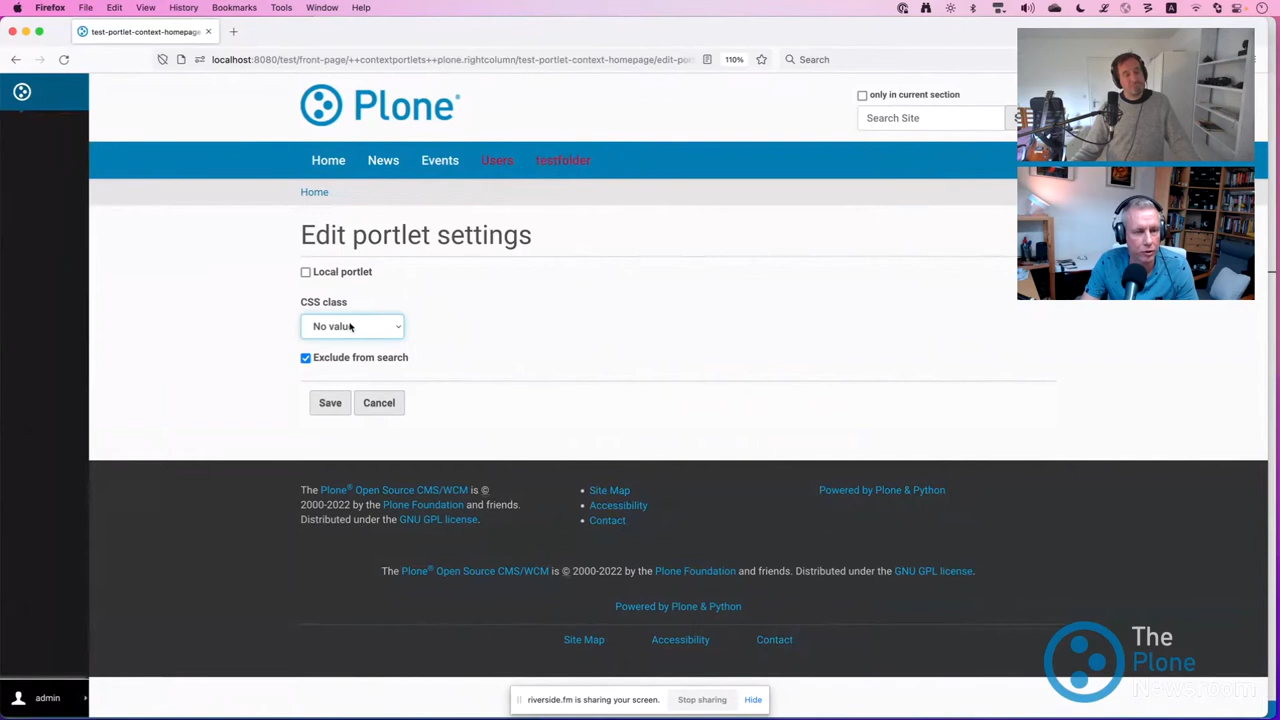 Firefox File Edit View History Bookmarks Tools Window Help
test-portlet-context-homepage
localhost:8080/test/front-page/++contextportlets++plone.rightcolumn/test-portlet-context-homepage/edit-por
110%
Search
Plone®
only in current section
Search Site
Home News Events Users testfolder
Home
Edit portlet settings
Local portlet
CSS class
No value
Exclude from search
Save Cancel
The Plone® Open Source CMS/WCM is ©
2000-2022 by the Plone Foundation and friends.
Distributed under the GNU GPL license.
Site Map
Accessibility
Contact
Powered by Plone & Python
The Plone® Open Source CMS/WCM is © 2000-2022 by the Plone Foundation and friends. Distributed under the GNU GPL license.
Powered by Plone & Python
Site Map Accessibility Contact
The
Plone
Newsroom
admin
riverside.fm is sharing your screen. Stop sharing Hide